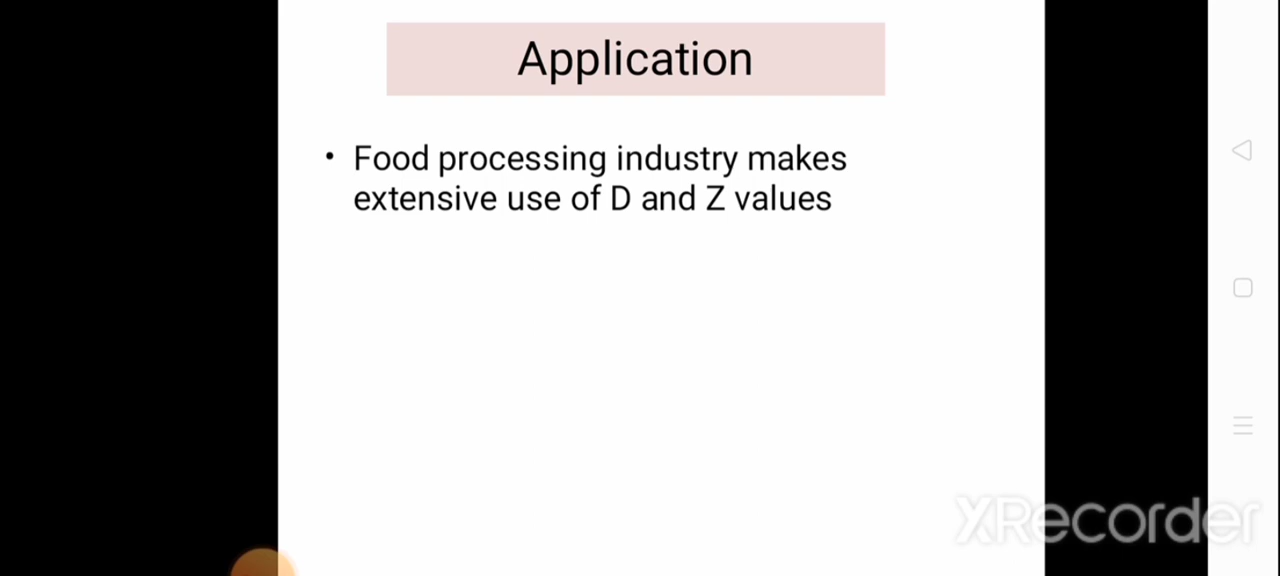 Application
• Food processing industry makes
extensive use of D and Z values
XRecorder